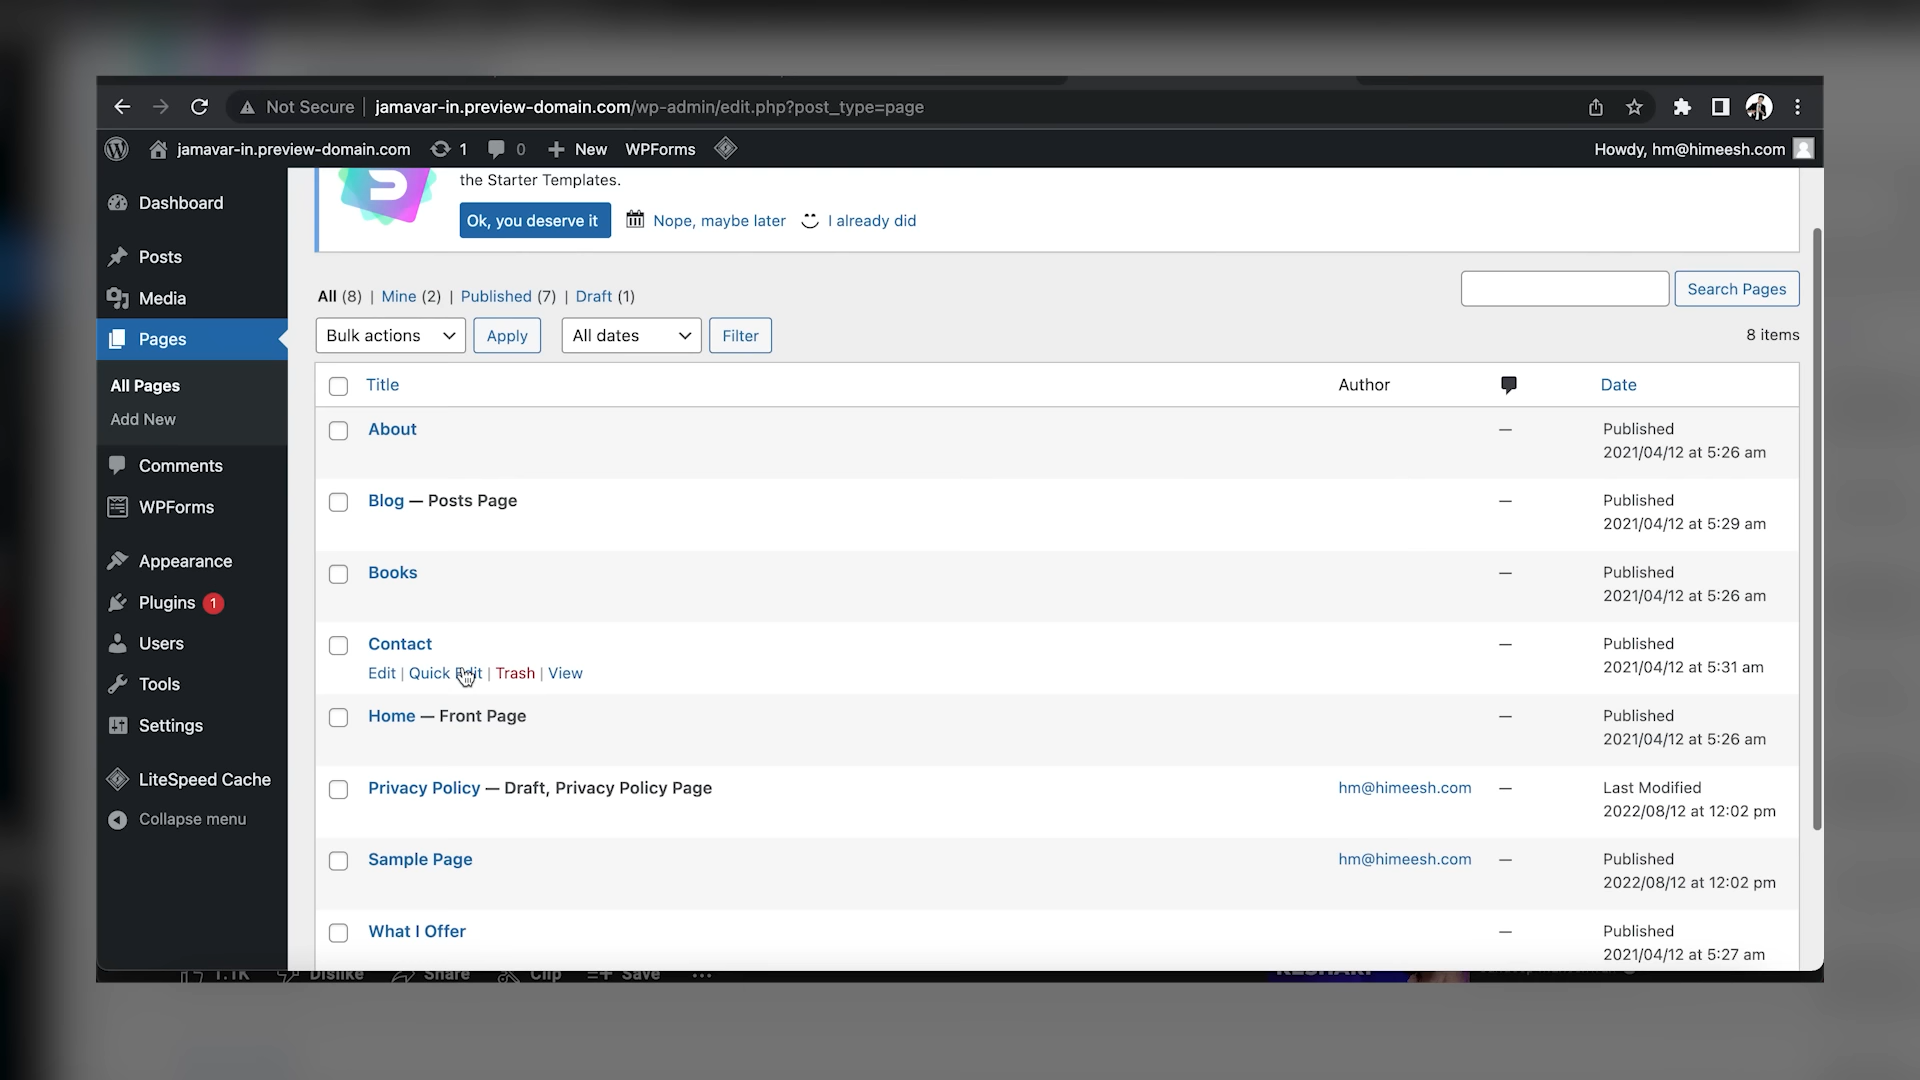 Not Secure | jamavar-in.preview-domain.com/wp-admin/edit.php?post_type=page
jamavar-in.preview-domain.com 1 0 + New WPForms Howdy, hm@himeesh.com
the Starter Templates.
Ok, you deserve it Nope, maybe later I already did
Dashboard
Posts
Media
Pages
All Pages
Add New
Comments
WPForms
Appearance
Plugins 1
Users
Tools
Settings
LiteSpeed Cache
Collapse menu
All (8) | Mine (2) | Published (7) | Draft (1)
Search Pages
Bulk actions Apply All dates Filter
8 items
Title Author Date
About — Published
2021/04/12 at 5:26 am
Blog — Posts Page — Published
2021/04/12 at 5:29 am
Books — Published
2021/04/12 at 5:26 am
Contact — Published
2021/04/12 at 5:31 am
Edit | Quick Edit | Trash | View
Home — Front Page — Published
2021/04/12 at 5:26 am
Privacy Policy — Draft, Privacy Policy Page hm@himeesh.com — Last Modified
2022/08/12 at 12:02 pm
Sample Page hm@himeesh.com — Published
2022/08/12 at 12:02 pm
What I Offer — Published
2021/04/12 at 5:27 am
1.1K Dislike Share Clip Save